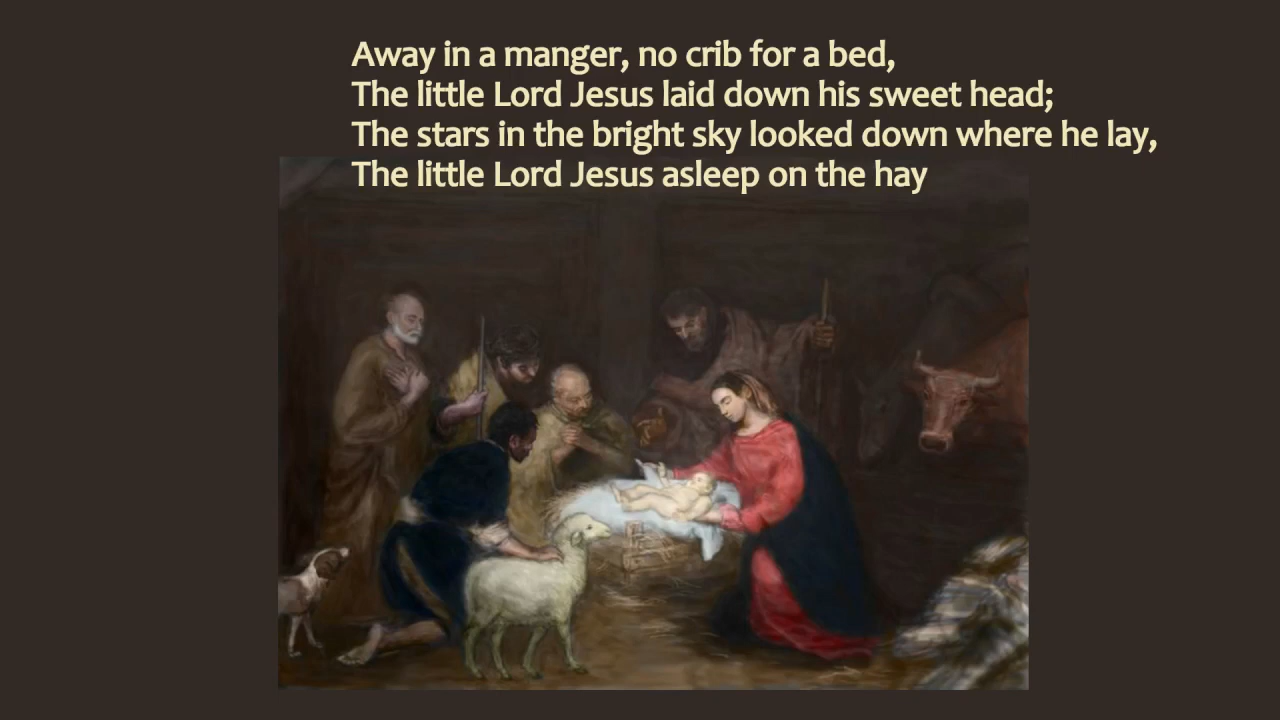 Away in a manger, no crib for a bed,
The little Lord Jesus laid down his sweet head;
The stars in the bright sky looked down where he lay,
The little Lord Jesus asleep on the hay